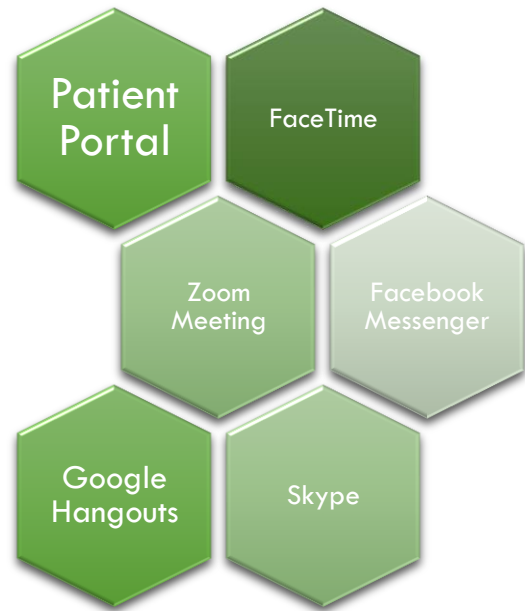 Patient
Portal
FaceTime
Zoom
Meeting
Facebook
Messenger
Google
Hangouts
Skype